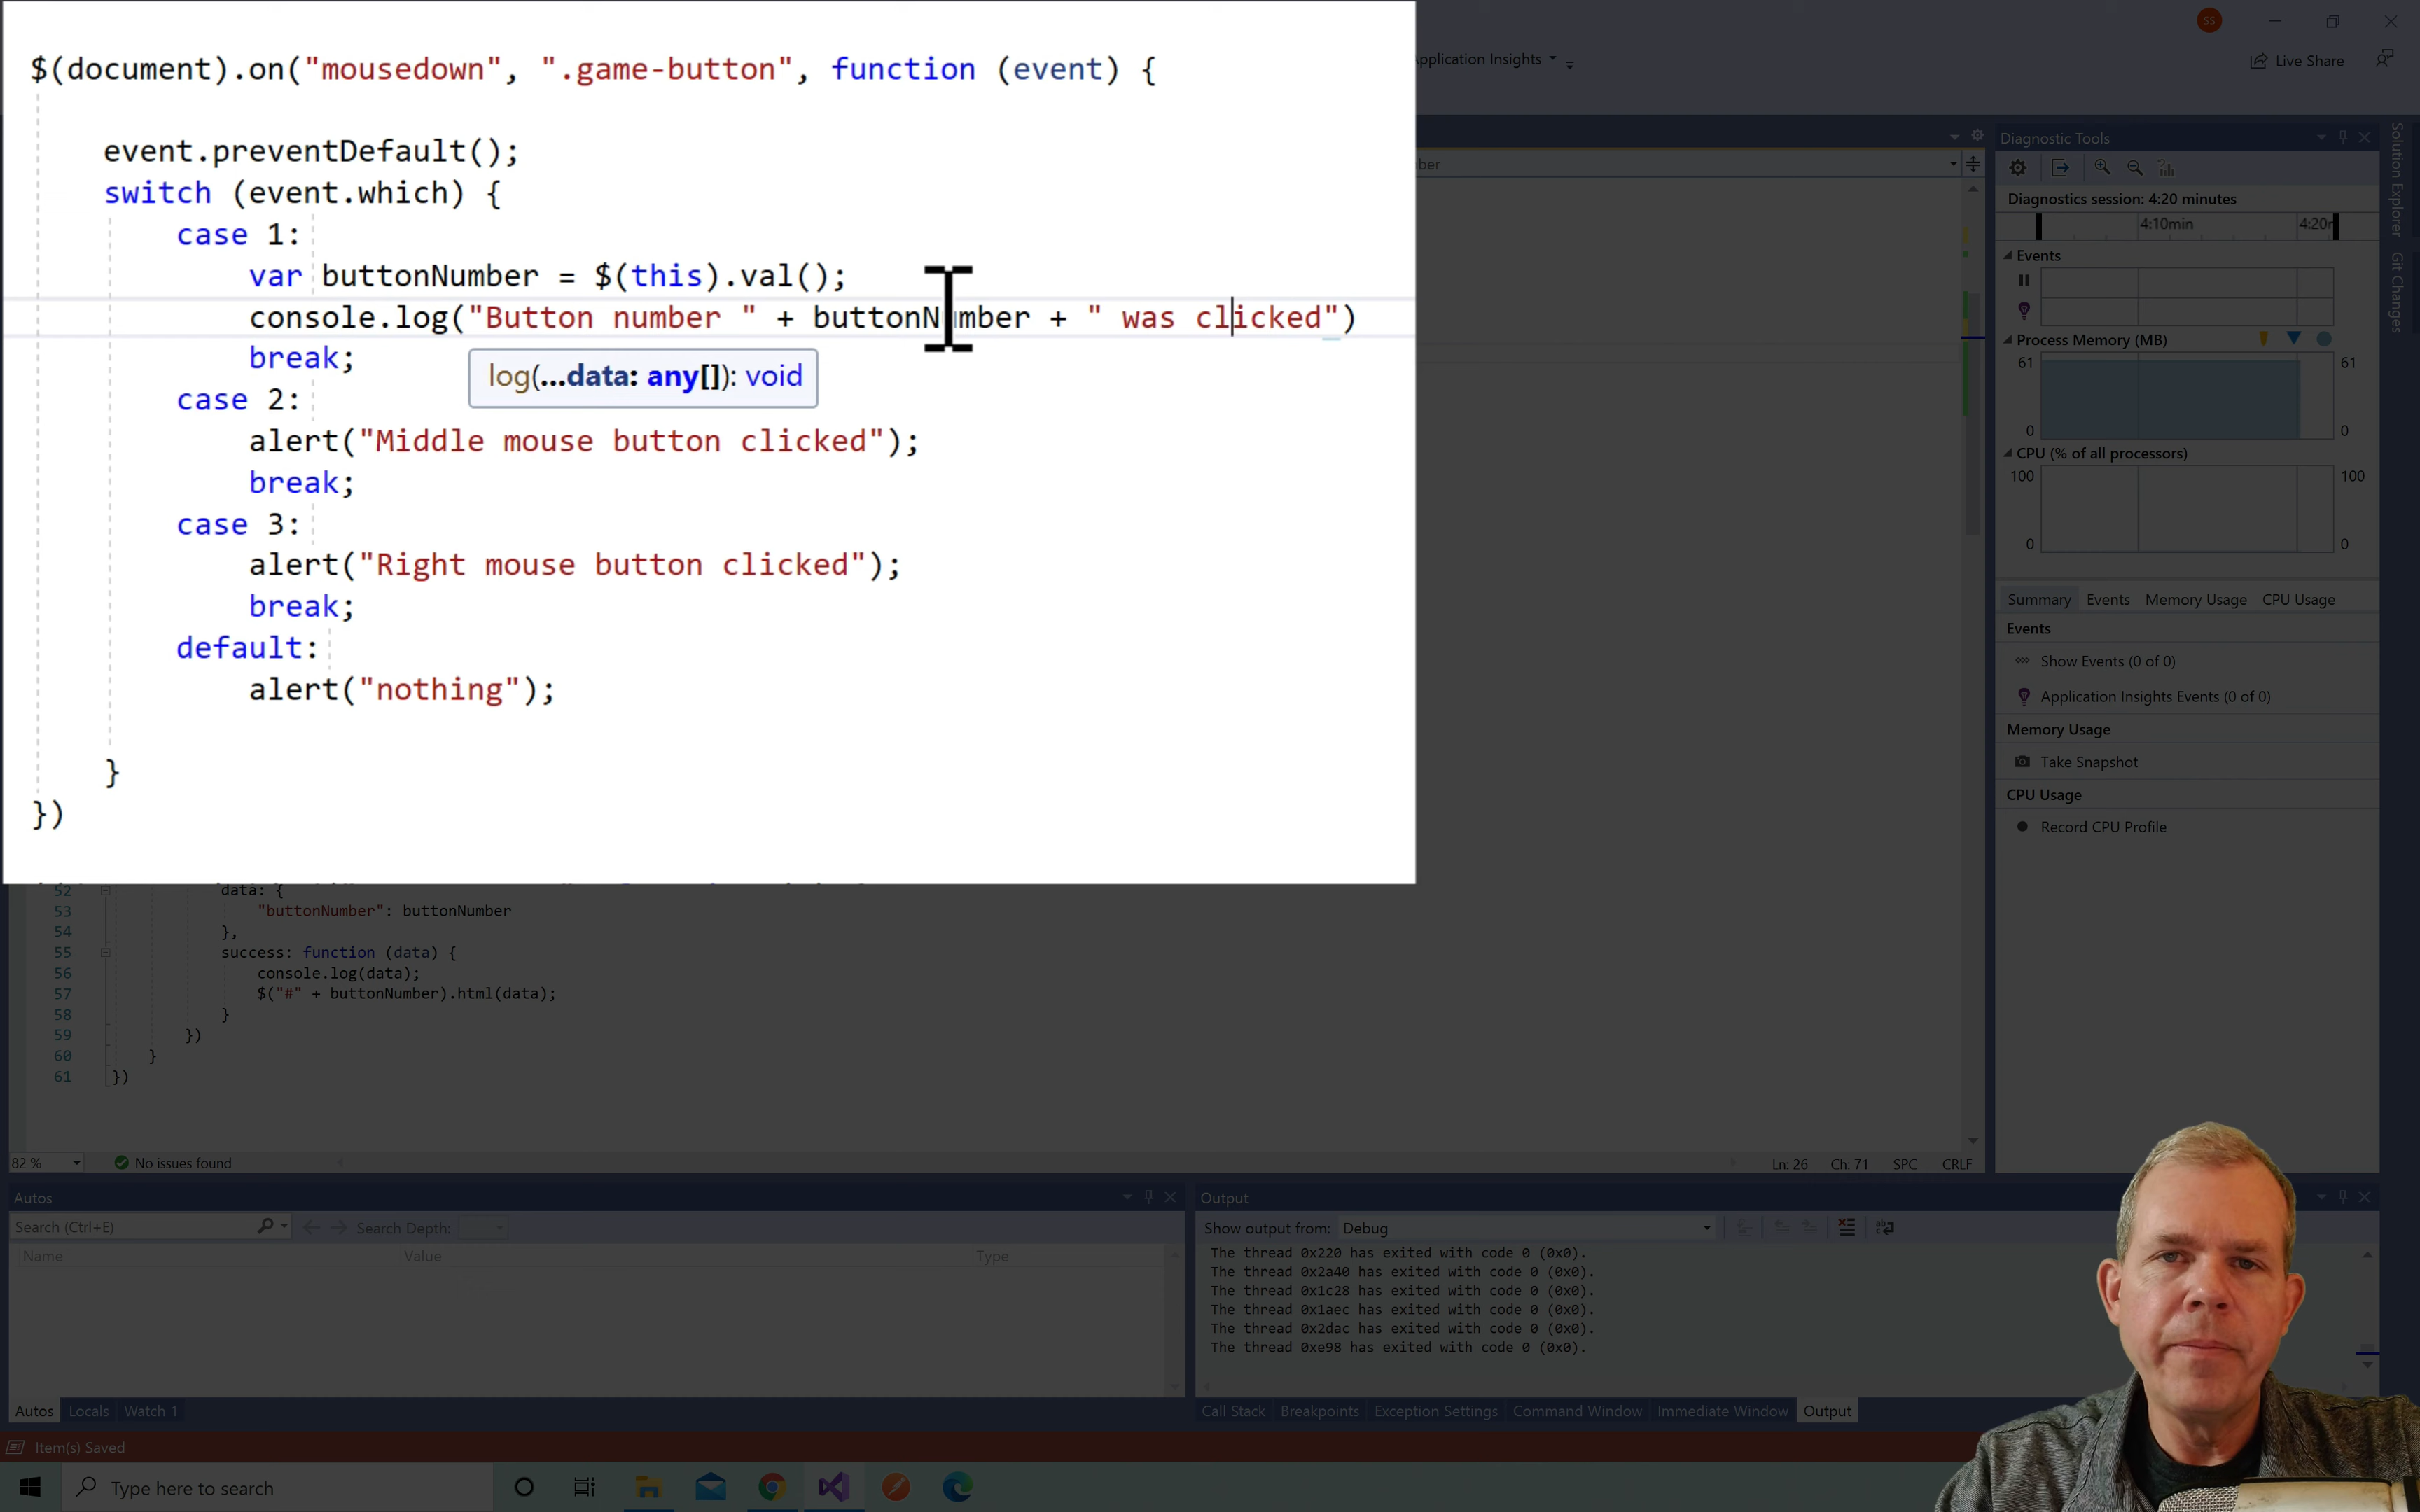 $(document).on("mousedown", ".game-button", function (event) {
event.preventDefault();
switch (event.which) {
case 1:
var buttonNumber = $(this).val();
console.log("Button number " + buttonNumber + " was clicked")
break;
log(...data: any[]): void
case 2:
alert("Middle mouse button clicked");
break;
case 3:
alert("Right mouse button clicked");
break;
default:
alert("nothing");
}
})
SS
Application Insights
Live Share
Diagnostic Tools
Diagnostics session: 4:20 minutes
4:10min
Events
Process Memory (MB)
61
61
0
0
CPU (% of all processors)
100
100
0
0
Summary Events Memory Usage CPU Usage
Events
Show Events (0 of 0)
Application Insights Events (0 of 0)
Memory Usage
Take Snapshot
CPU Usage
Record CPU Profile
Solution Explorer
Git Changes
52 data: {
53 "buttonNumber": buttonNumber
54 },
55 success: function (data) {
56 console.log(data);
57 $("#" + buttonNumber).html(data);
58 }
59 })
60 }
61 })
82 %
No issues found
Ln: 26 Ch: 71 SPC CRLF
Autos
Search (Ctrl+E)
Search Depth:
Name Value Type
Autos Locals Watch 1
Output
Show output from: Debug
The thread 0x220 has exited with code 0 (0x0).
The thread 0x2a40 has exited with code 0 (0x0).
The thread 0x1c28 has exited with code 0 (0x0).
The thread 0x1aec has exited with code 0 (0x0).
The thread 0x2dac has exited with code 0 (0x0).
The thread 0xe98 has exited with code 0 (0x0).
Call Stack Breakpoints Exception Settings Command Window Immediate Window Output
Item(s) Saved
Type here to search